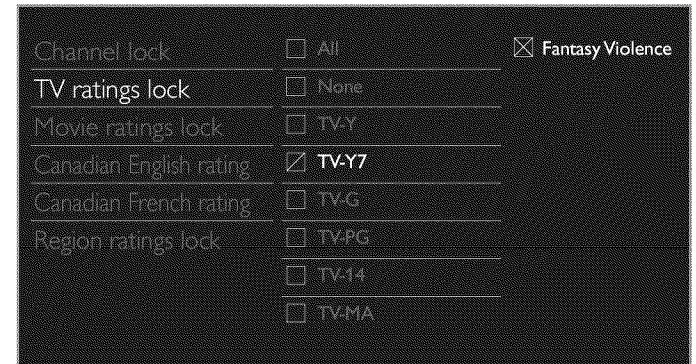 Channel lock
TV ratings lock
Movie ratings lock
Canadian English rating
Canadian French rating
Region ratings lock
All
None
TV-Y
TV-Y7
TV-G
TV-PG
TV-14
TV-MA
Fantasy Violence